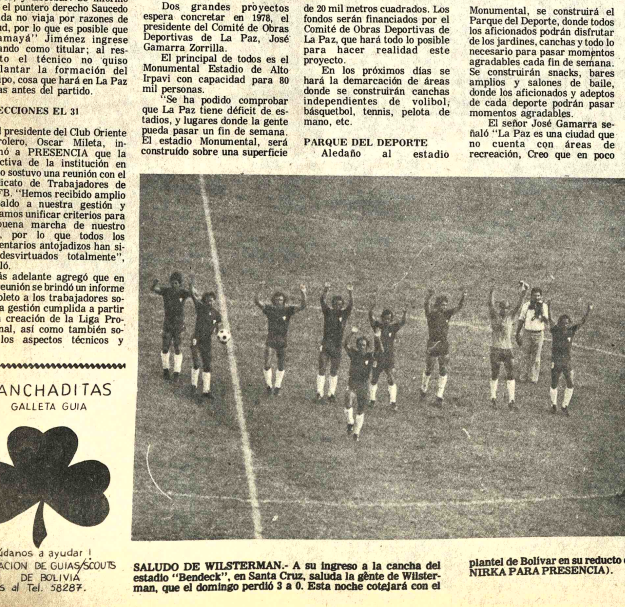 el puntero derecho Saucedo
da no viaja por razones de
ud, por lo que es posible que
amayá" Jiménez ingrese
ando como titular; al res-
to el técnico no quiso
lantar la formación del
ipo, cosa que hará en La Paz
as antes del partido.
ECCIONES EL 31
l presidente del Club Oriente
rolero, Oscar Mileta, in-
mó a PRESENCIA que la
ctiva de la institución en
o sostuvo una reunión con el
icato de Trabajadores de
FB. "Hemos recibido amplio
aldo a nuestra gestión y
amos unificar criterios para
buena marcha de nuestro
, por lo que todos los
entarios antojadizos han si-
desvirtuados totalmente",
ló.
ás adelante agregó que en
reunión se brindó un informe
pleto a los trabajadores so-
a gestión cumplida a partir
creación de la Liga Pro-
nal, así como también so-
los aspectos técnicos y
ANCHADITAS
GALLETA GUIA
údanos a ayudar !
ACION DE GUIAS/SCOUTS
DE BOLIVIA
s al Tel. 58287.
Dos grandes proyectos
espera concretar en 1978, el
presidente del Comité de Obras
Deportivas de La Paz, José
Gamarra Zorrilla.
El principal de todos es el
Monumental Estadio de Alto
Irpavi con capacidad para 80
mil personas.
"Se ha podido comprobar
que La Paz tiene déficit de es-
tadios, y lugares donde la gente
pueda pasar un fin de semana.
El estadio Monumental, será
construído sobre una superficie
de 20 mil metros cuadrados. Los
fondos serán financiados por el
Comité de Obras Deportivas de
La Paz, que hará todo lo posible
para hacer realidad este
proyecto.
En los próximos días se
hará la demarcación de áreas
donde se construirán canchas
independientes de volibol,
básquetbol, tennis, pelota de
mano, etc.
PARQUE DEL DEPORTE
Aledaño al estadio
Monumental, se construirá el
Parque del Deporte, donde todos
los aficionados podrán disfrutar
de los jardines, canchas y todo lo
necesario para pasar momentos
agradables cada fin de semana.
Se construirán snacks, bares
amplios y salones de baile,
donde los aficionados y adeptos
de cada deporte podrán pasar
momentos agradables.
El señor José Gamarra se-
ñaló "La Paz es una ciudad que
no cuenta con áreas de
recreación, Creo que en poco
SALUDO DE WILSTERMAN.- A su ingreso a la cancha del
estadio "Bendeck", en Santa Cruz, saluda la gente de Wilster-
man, que el domingo perdió 3 a 0. Esta noche cotejará con el
plantel de Bolívar en su reducto
NIRKA PARA PRESENCIA).